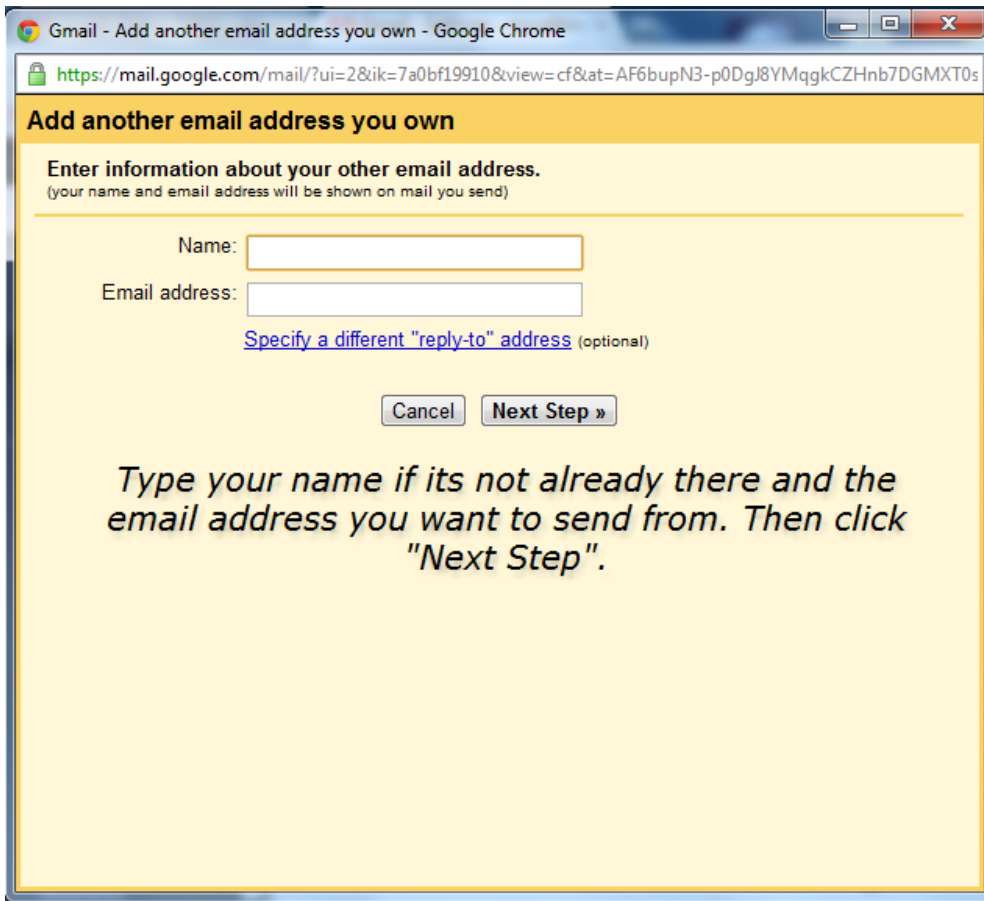 Gmail - Add another email address you own - Google Chrome
https://mail.google.com/mail/?ui=2&ik=7a0bf19910&view=cf&at=AF6bupN3-p0DgJ8YMqgkCZHnb7DGMXT0s
Add another email address you own
Enter information about your other email address.
(your name and email address will be shown on mail you send)
Name:
Email address:
Specify a different "reply-to" address (optional)
Cancel Next Step »
Type your name if its not already there and the
email address you want to send from. Then click
"Next Step".